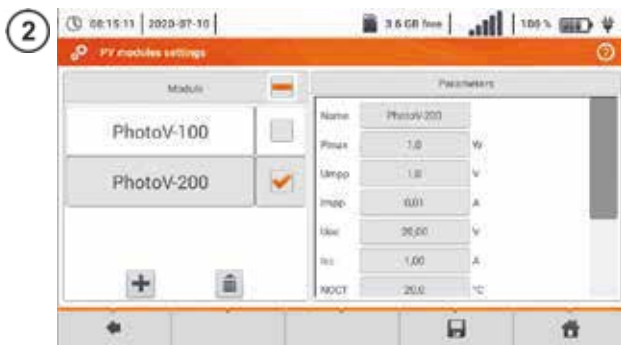 2
08:15:11 2020-07-10 3.6 GB free 100 %
PV modules settings
Module
Parameters
PhotoV-100
PhotoV-200
Name PhotoV-200
Pmax 1,0 W
Umpp 1,0 V
Impp 0,01 A
Uoc 20,00 V
Isc 1,00 A
NOCT 20,0 °C